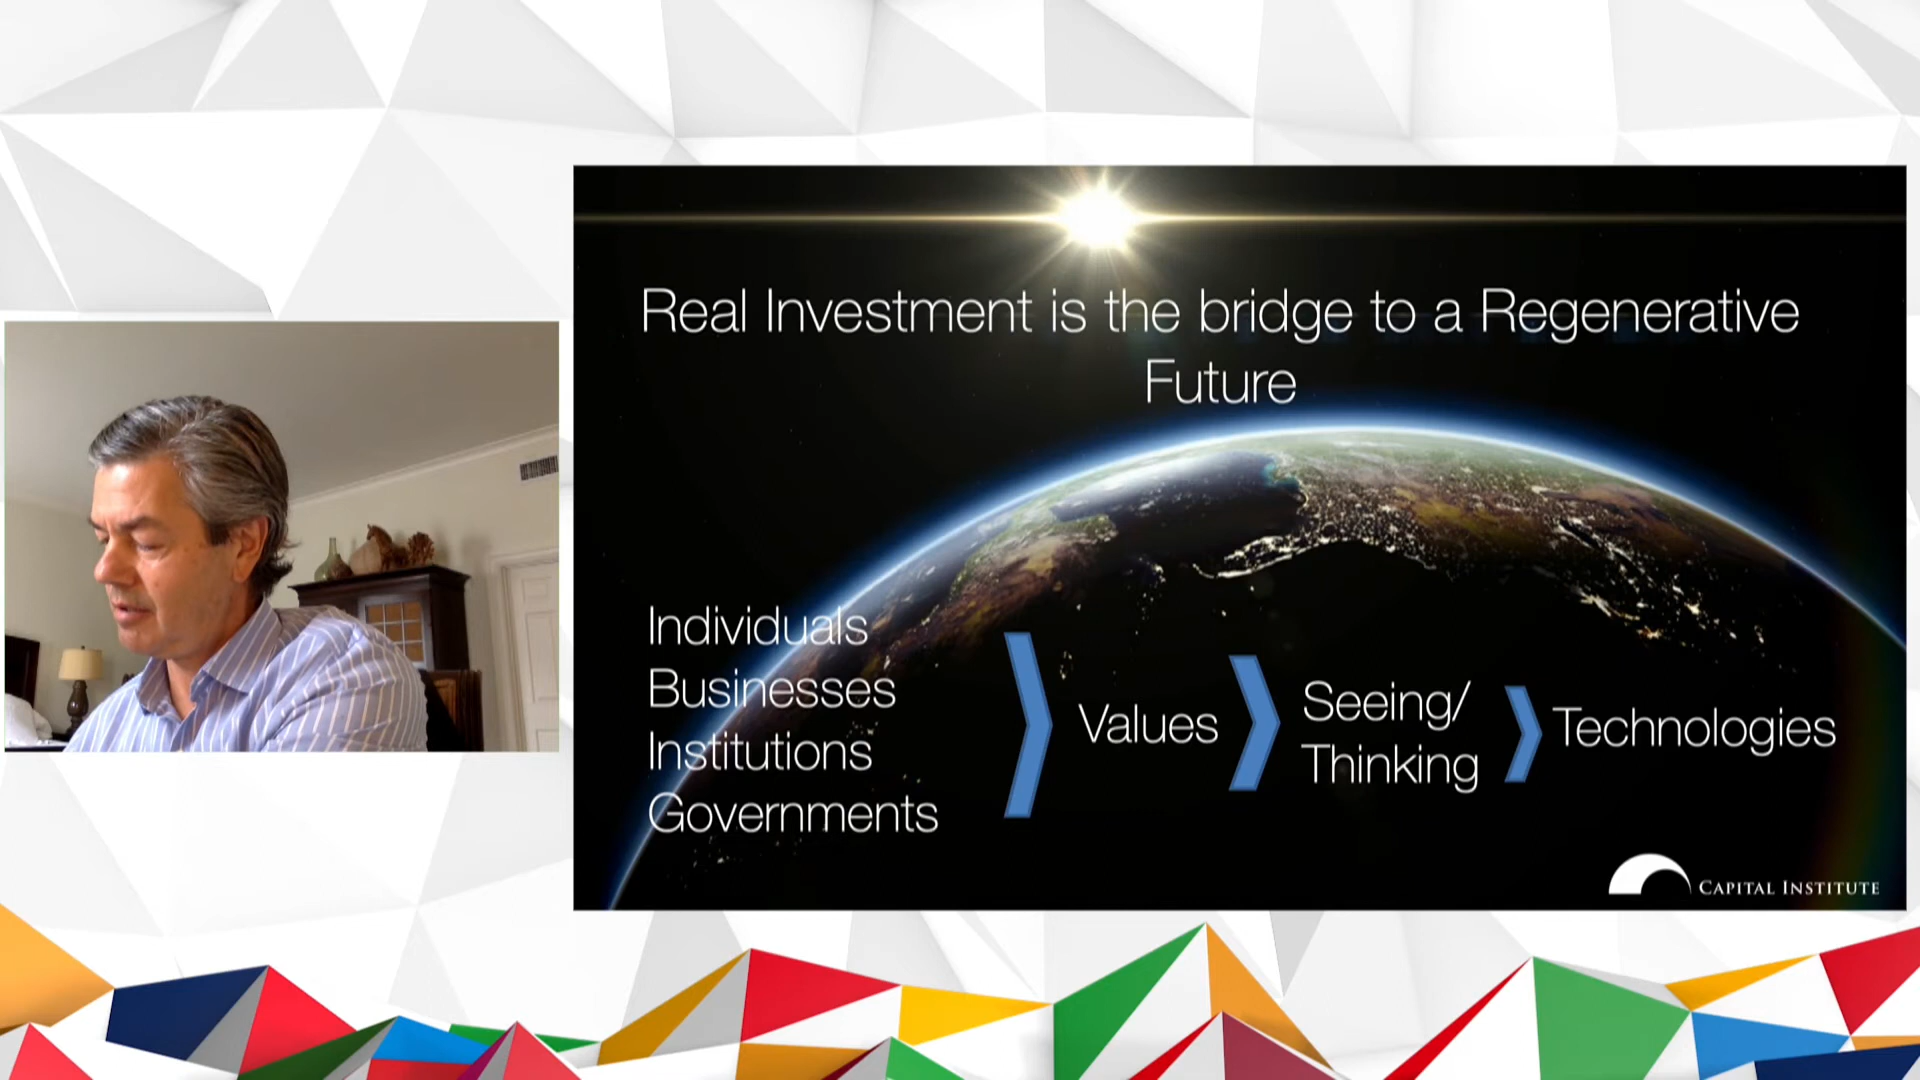 Real Investment is the bridge to a Regenerative
Future
Individuals
Businesses
Institutions
Governments
Values
Seeing/
Thinking
Technologies
CAPITAL INSTITUTE